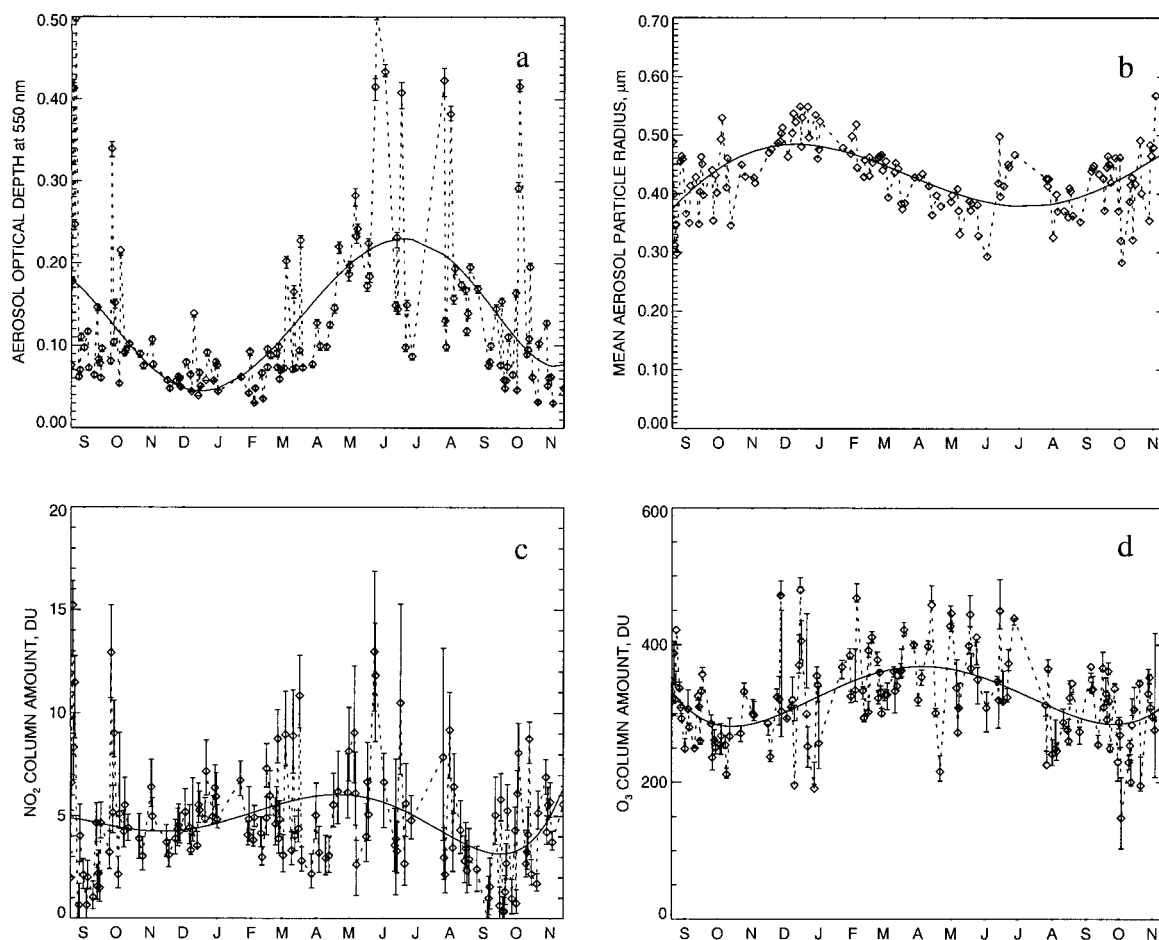 a
AEROSOL OPTICAL DEPTH at 550 nm
0.50
0.40
0.30
0.20
0.10
0.00
S O N D J F M A M J J A S O N
b
MEAN AEROSOL PARTICLE RADIUS, μm
0.70
0.60
0.50
0.40
0.30
0.20
0.10
0.00
S O N D J F M A M J J A S O N
c
NO₂ COLUMN AMOUNT, DU
20
15
10
5
0
S O N D J F M A M J J A S O N
d
O₃ COLUMN AMOUNT, DU
600
400
200
0
S O N D J F M A M J J A S O N